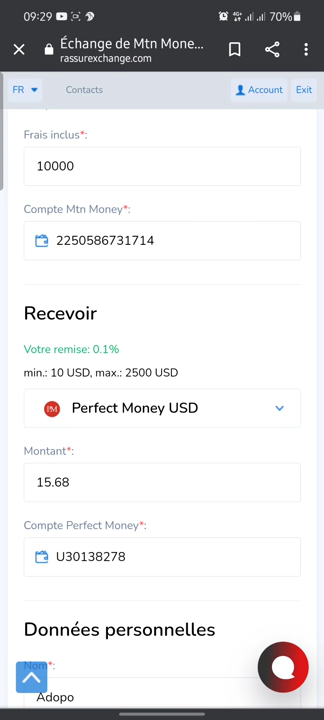 09:29
70%
Échange de Mtn Mone...
rassurexchange.com
FR
Contacts
Account
Exit
Frais inclus*:
10000
Compte Mtn Money*:
2250586731714
Recevoir
Votre remise: 0.1%
min.: 10 USD, max.: 2500 USD
PM
Perfect Money USD
Montant*:
15.68
Compte Perfect Money*:
U30138278
Données personnelles
Nom*:
Adopo